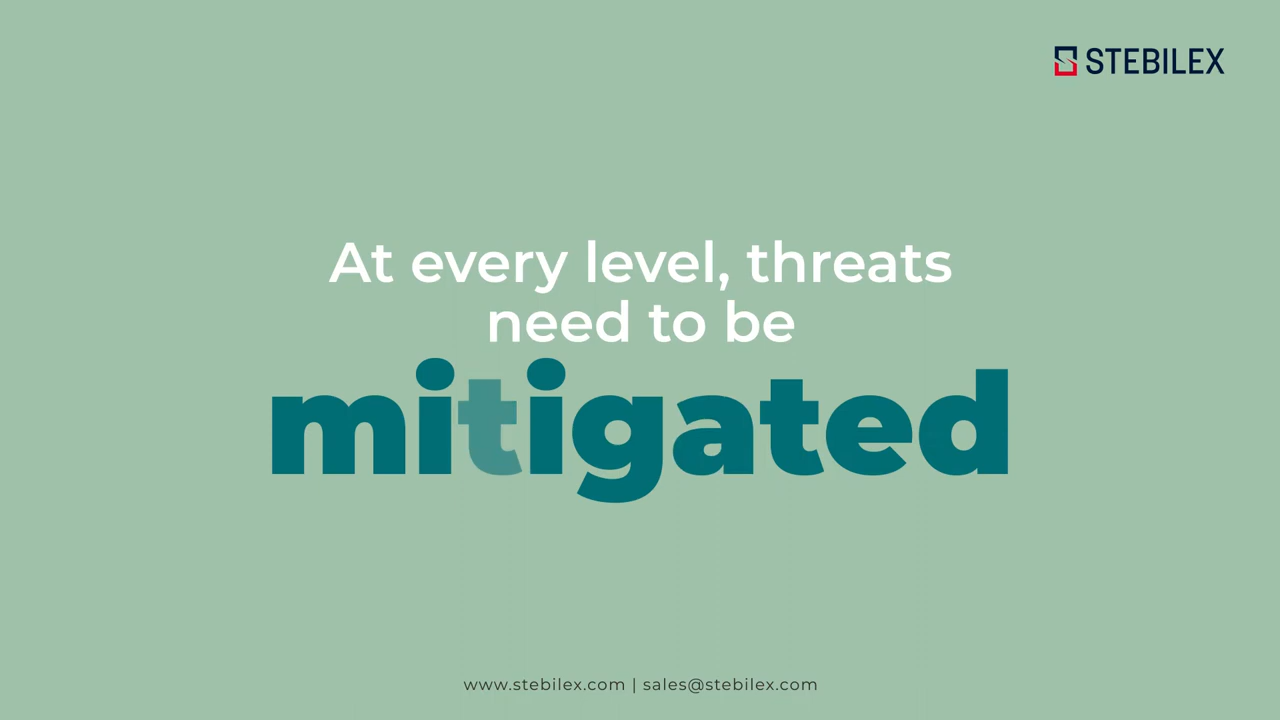 STEBILEX
At every level, threats
need to be
mitigated
www.stebilex.com | sales@stebilex.com